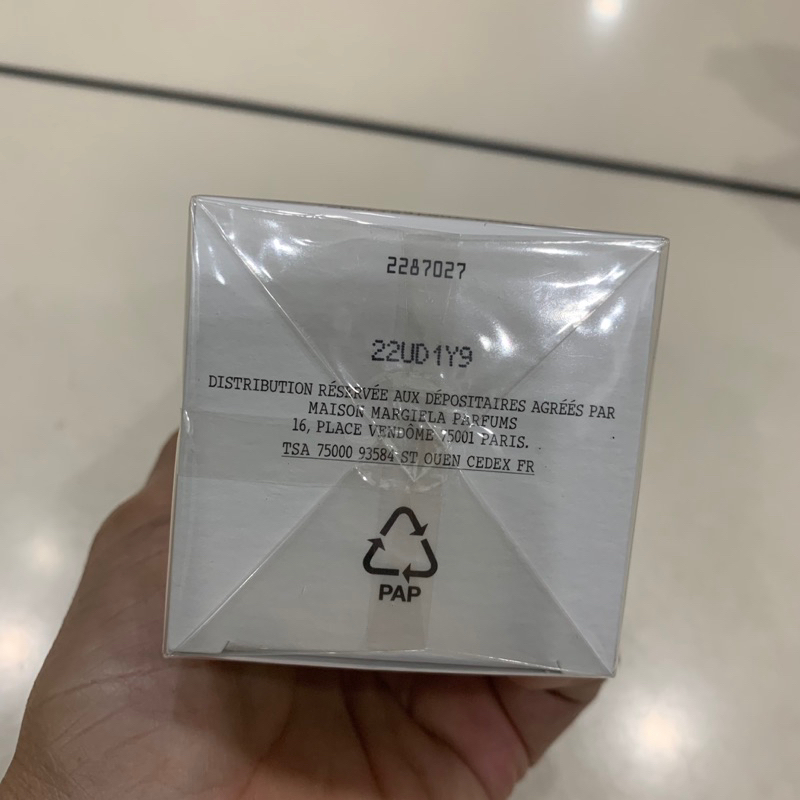 2287027
22UD1Y9
DISTRIBUTION RÉSERVÉE AUX DÉPOSITAIRES AGRÉÉS PAR
MAISON MARGIELA PARFUMS
16, PLACE VENDÔME 75001 PARIS.
TSA 75000 93584 ST OUEN CEDEX FR
PAP